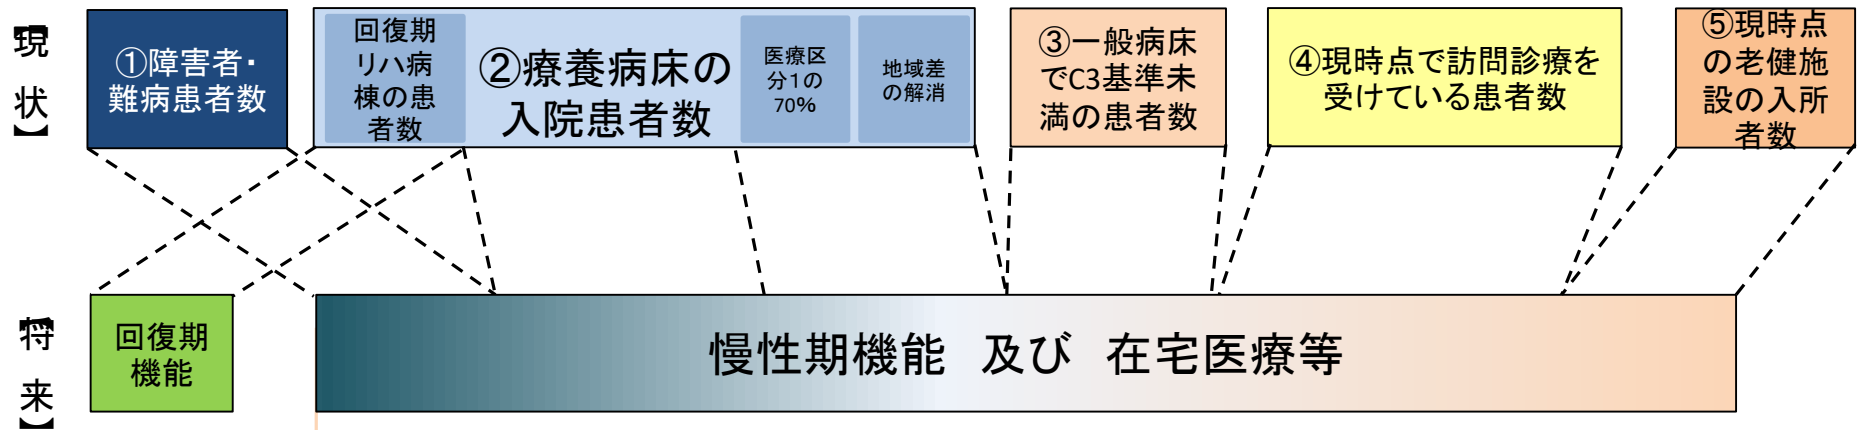 【現状】
①障害者・
難病患者数
回復期
リハ病
棟の患
者数
②療養病床の
入院患者数
医療区
分1の
70%
地域差
の解消
③一般病床
でC3基準未
満の患者数
④現時点で訪問診療を
受けている患者数
⑤現時点
の老健施
設の入所
者数
【将来】
回復期
機能
慢性期機能 及び 在宅医療等